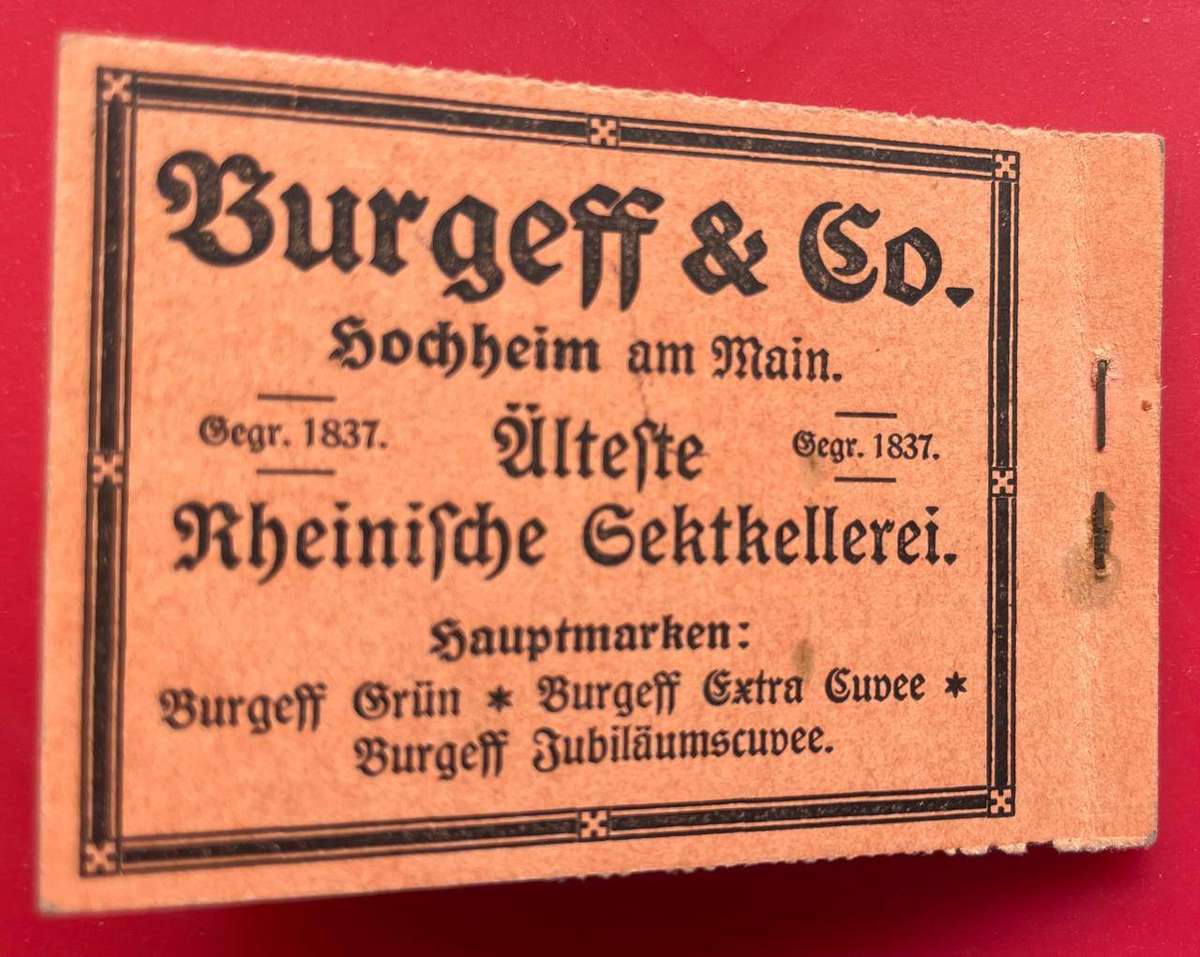 Burgeff & Co.
Hochheim am Main.
Gegr. 1837. Älteſte Gegr. 1837.
Rheiniſche Sektkellerei.
Hauptmarken:
Burgeff Grün * Burgeff Extra Cuvee *
Burgeff Jubiläumscuvee.